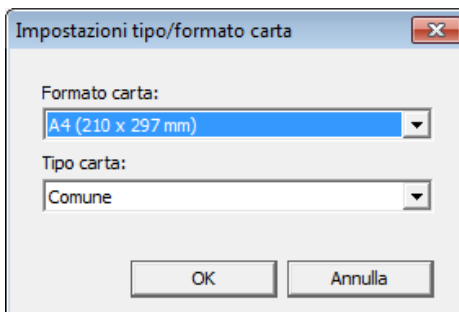 Impostazioni tipo/formato carta
Formato carta:
A4 (210 x 297 mm)
Tipo carta:
Comune
OK Annulla